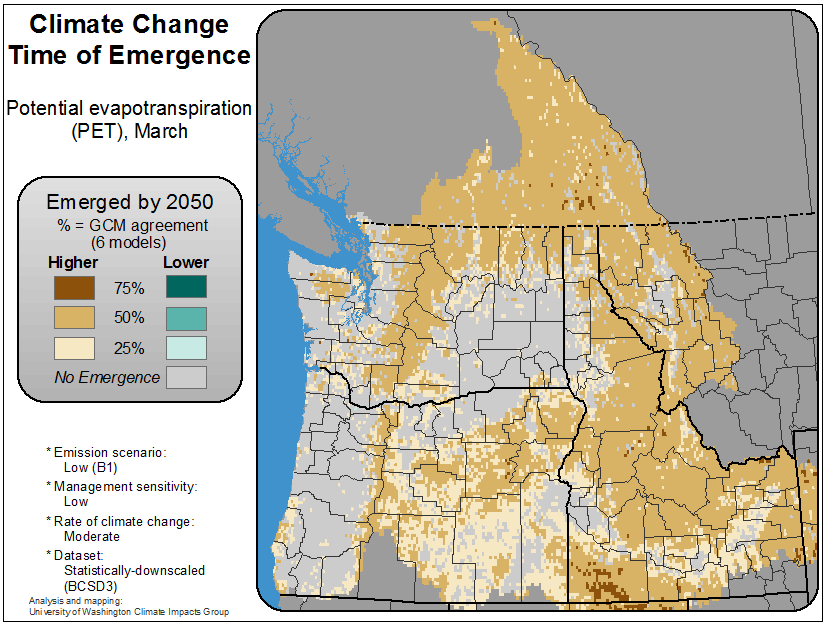 Climate Change
Time of Emergence
Potential evapotranspiration
(PET), March
Emerged by 2050
% = GCM agreement
(6 models)
Higher Lower
75%
50%
25%
No Emergence
* Emission scenario:
Low (B1)
* Management sensitivity:
Low
* Rate of climate change:
Moderate
* Dataset:
Statistically-downscaled
(BCSD3)
Analysis and mapping:
University of Washington Climate Impacts Group